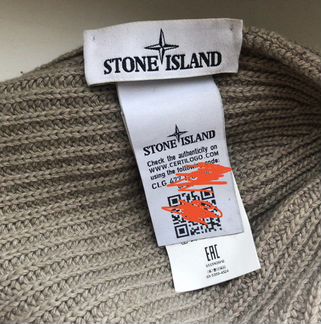 STONE ISLAND
STONE ISLAND
Check the authenticity on
WWW.CERTILOGO.COM
using the following code:
CLG
EAC